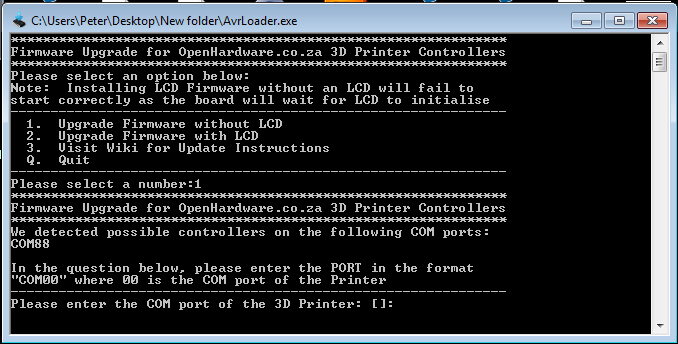 C:\Users\Peter\Desktop\New folder\AvrLoader.exe
*******************************************************
Firmware Upgrade for OpenHardware.co.za 3D Printer Controllers
*******************************************************
Please select an option below:
Note:  Installing LCD Firmware without an LCD will fail to
start correctly as the board will wait for LCD to initialise
-------------------------------------------------------
1.  Upgrade Firmware without LCD
2.  Upgrade Firmware with LCD
3.  Visit Wiki for Update Instructions
Q.  Quit
-------------------------------------------------------
Please select a number:1
*******************************************************
Firmware Upgrade for OpenHardware.co.za 3D Printer Controllers
*******************************************************
We detected possible controllers on the following COM ports:
COM88
In the question below, please enter the PORT in the format
"COM00" where 00 is the COM port of the Printer
-------------------------------------------------------
Please enter the COM port of the 3D Printer: []: